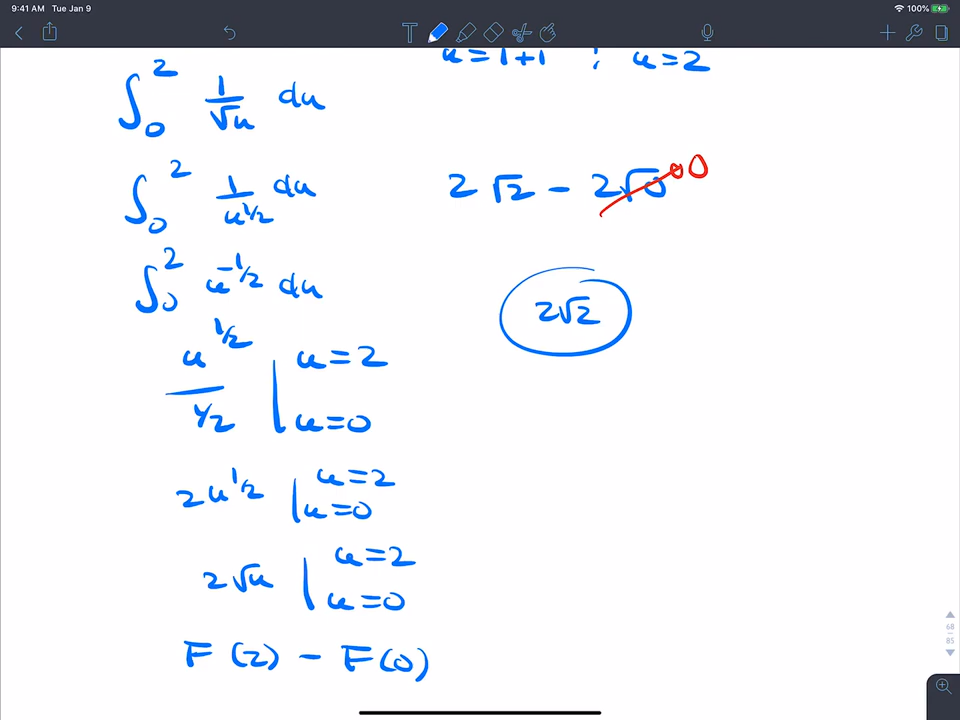 9:41 AM Tue Jan 9
100%
T
u=1+1 ; u=2
∫₀² 1/√u du
∫₀² 1/u^1/2 du
∫₀² u^-1/2 du
u^1/2 / 1/2 | u=2
u=0
2u^1/2 | u=2
u=0
2√u | u=2
u=0
F(2) - F(0)
2√2 - 2√0 0
2√2
68
85